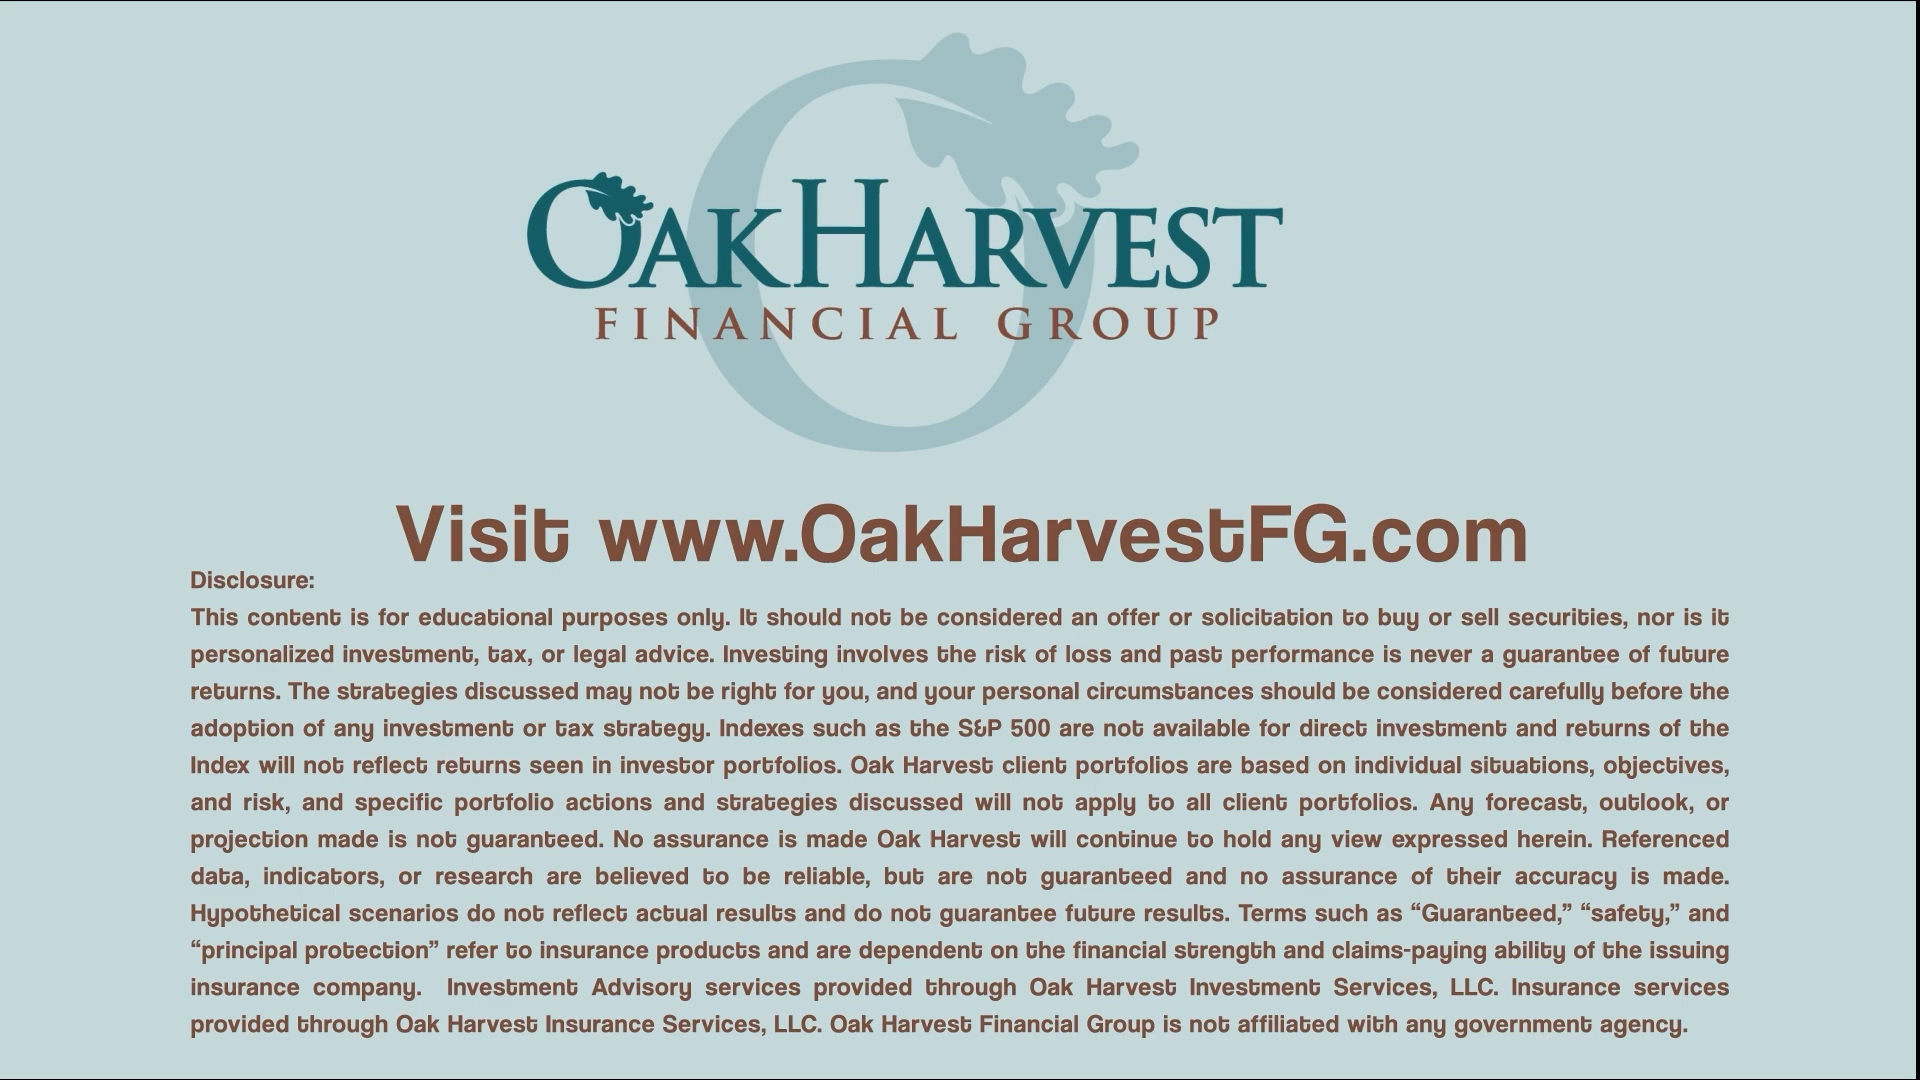 OAKHARVEST
FINANCIAL GROUP
Visit www.OakHarvestFG.com
Disclosure:
This content is for educational purposes only. It should not be considered an offer or solicitation to buy or sell securities, nor is it
personalized investment, tax, or legal advice. Investing involves the risk of loss and past performance is never a guarantee of future
returns. The strategies discussed may not be right for you, and your personal circumstances should be considered carefully before the
adoption of any investment or tax strategy. Indexes such as the S&P 500 are not available for direct investment and returns of the
Index will not reflect returns seen in investor portfolios. Oak Harvest client portfolios are based on individual situations, objectives,
and risk, and specific portfolio actions and strategies discussed will not apply to all client portfolios. Any forecast, outlook, or
projection made is not guaranteed. No assurance is made Oak Harvest will continue to hold any view expressed herein. Referenced
data, indicators, or research are believed to be reliable, but are not guaranteed and no assurance of their accuracy is made.
Hypothetical scenarios do not reflect actual results and do not guarantee future results. Terms such as “Guaranteed,” “safety,” and
“principal protection” refer to insurance products and are dependent on the financial strength and claims-paying ability of the issuing
insurance company. Investment Advisory services provided through Oak Harvest Investment Services, LLC. Insurance services
provided through Oak Harvest Insurance Services, LLC. Oak Harvest Financial Group is not affiliated with any government agency.